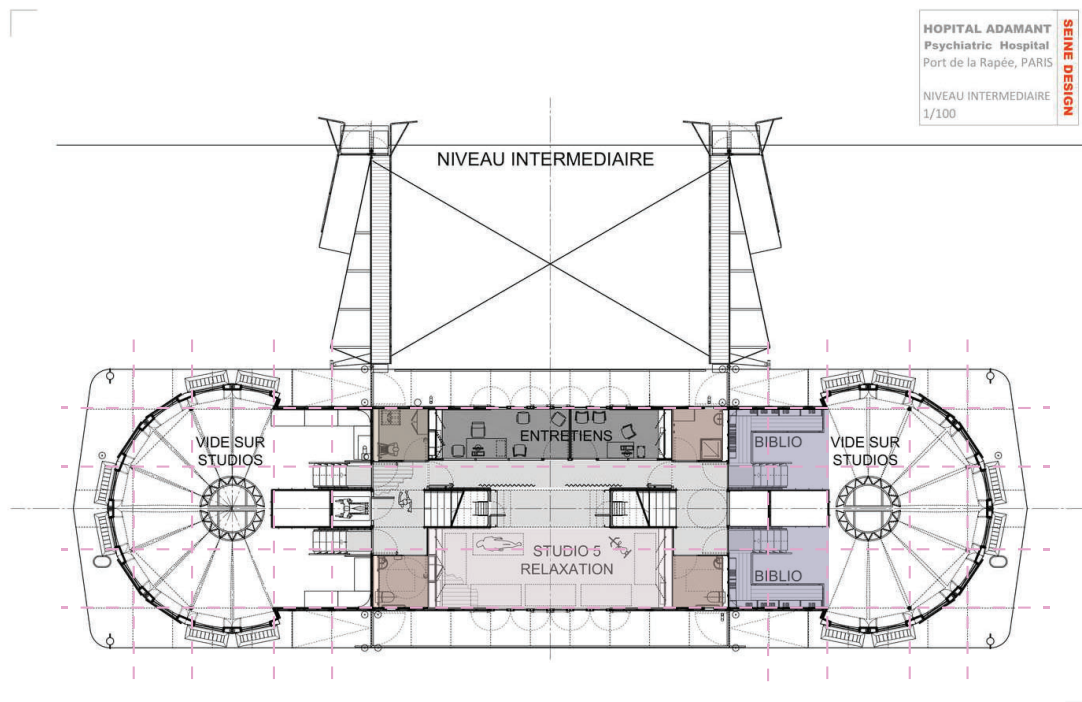 HOPITAL ADAMANT
Psychiatric Hospital
Port de la Rapée, PARIS
NIVEAU INTERMEDIAIRE
1/100
SEINE DESIGN
NIVEAU INTERMEDIAIRE
VIDE SUR
STUDIOS
ENTRETIENS
BIBLIO
VIDE SUR
STUDIOS
STUDIO 5
RELAXATION
BIBLIO